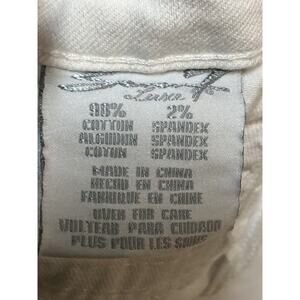 98% 2%
COTTON SPANDEX
ALGODON SPANDEX
COTON SPANDEX
MADE IN CHINA
HECHO EN CHINA
FABRIQUE EN CHINE
OVER FOR CARE
VOLTEAR PARA CUIDADO
PLUS POUR LES SOINS